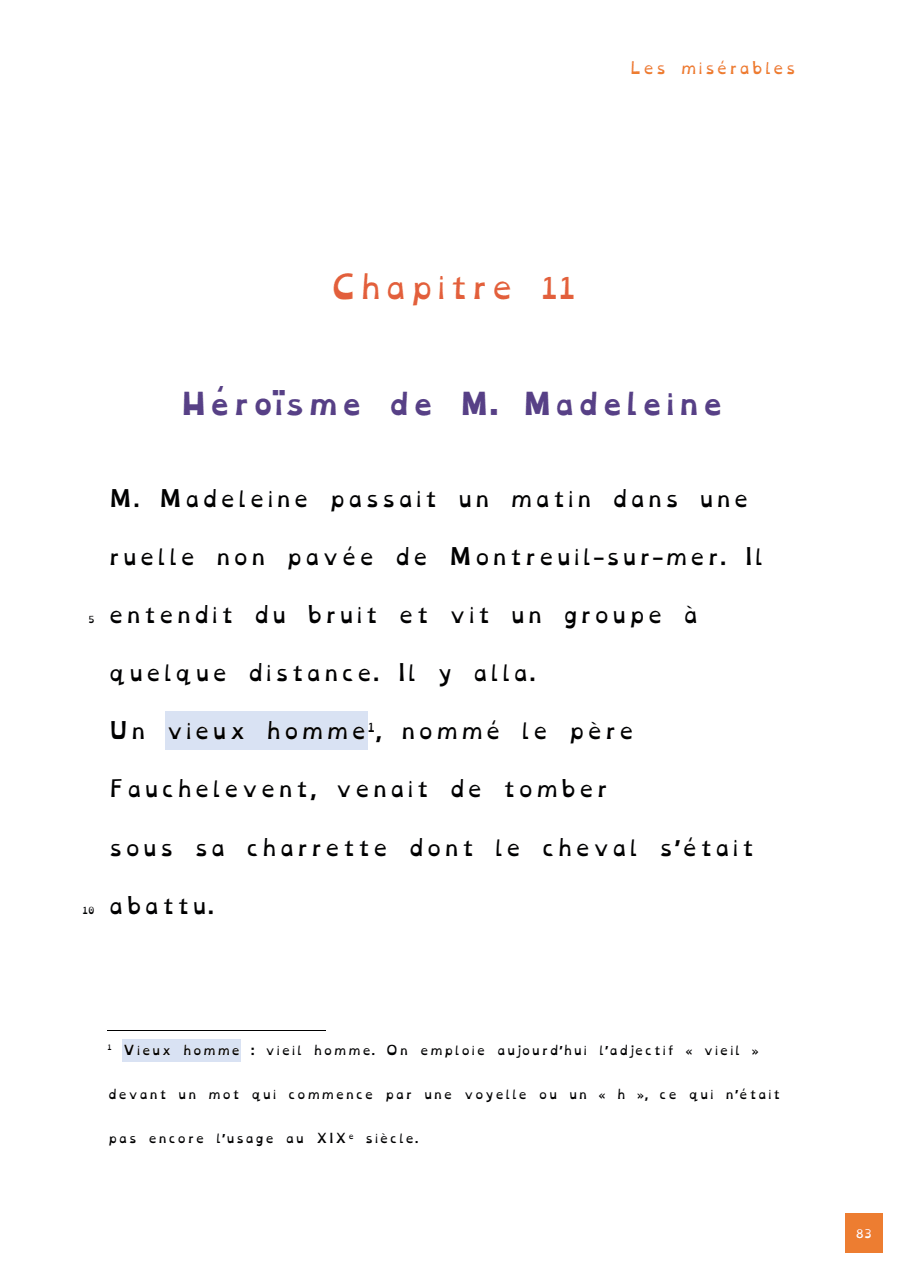 Les misérables
Chapitre 11
Héroïsme de M. Madeleine
M. Madeleine passait un matin dans une
ruelle non pavée de Montreuil-sur-mer. Il
5 entendit du bruit et vit un groupe à
quelque distance. Il y alla.
Un vieux homme¹, nommé le père
Fauchelevent, venait de tomber
sous sa charrette dont le cheval s'était
10 abattu.
¹ Vieux homme : vieil homme. On emploie aujourd'hui l'adjectif « vieil »
devant un mot qui commence par une voyelle ou un « h », ce qui n'était
pas encore l'usage au XIXᵉ siècle.
83